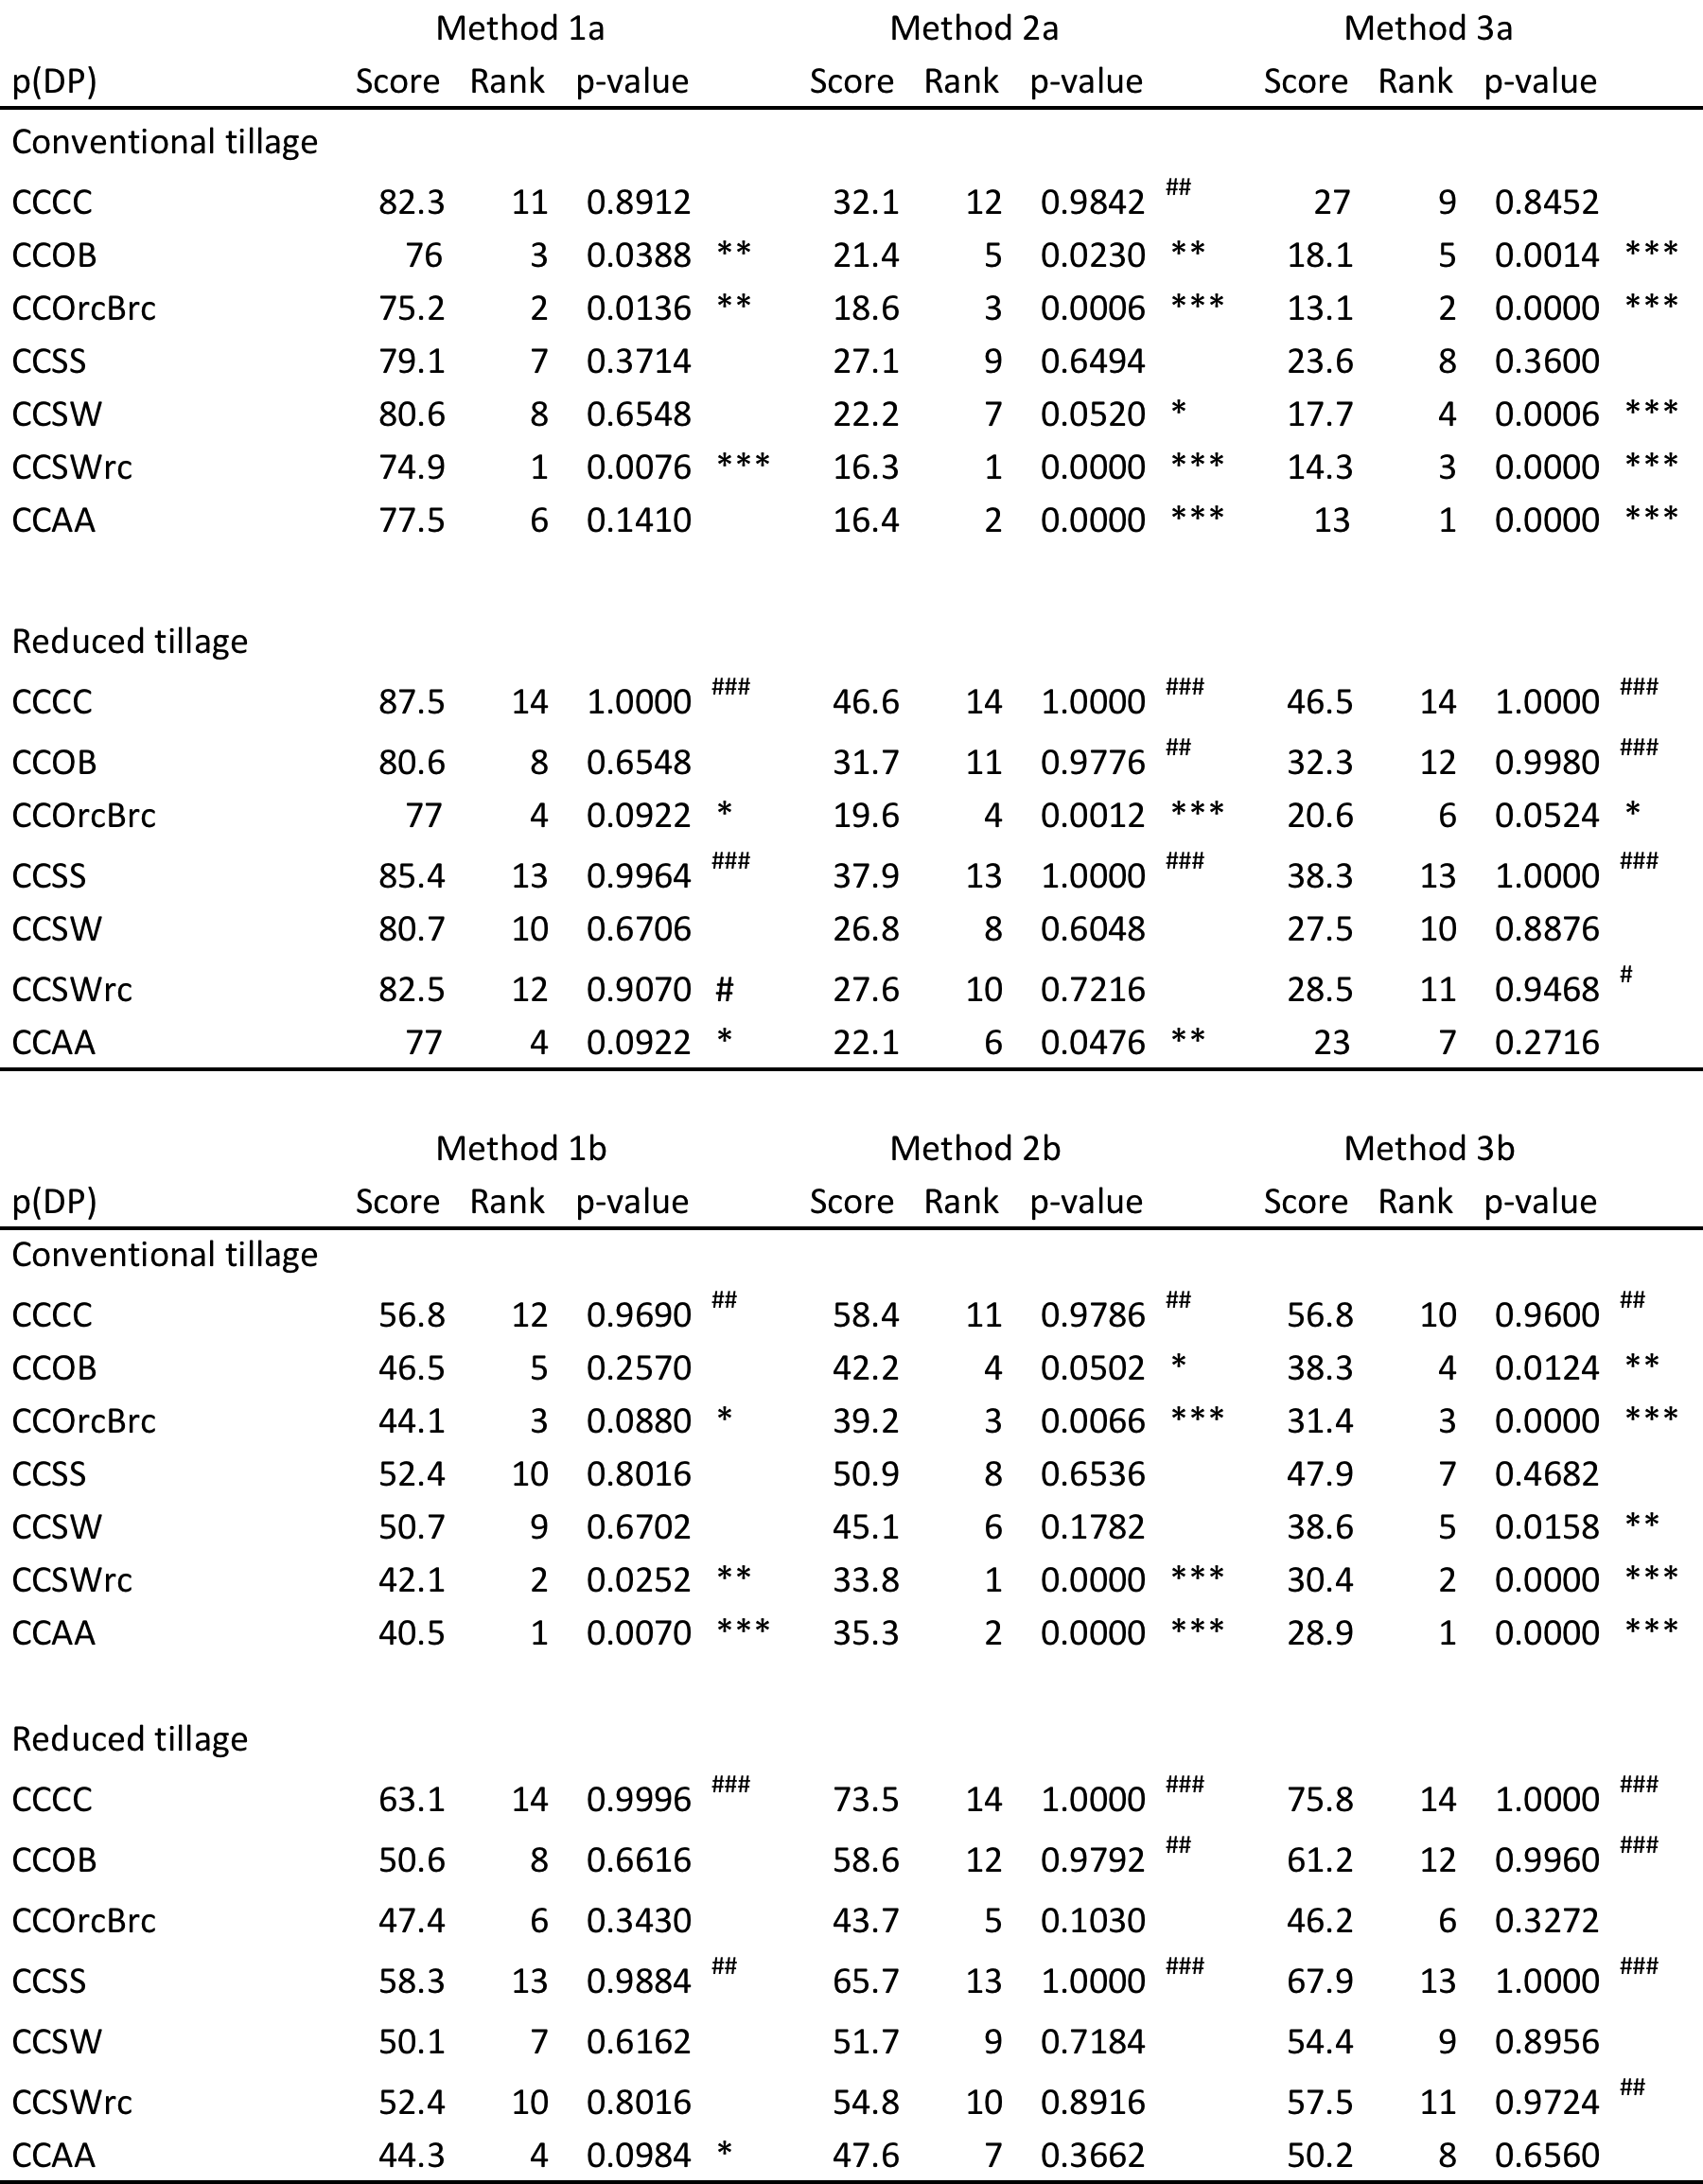 Method 1a Method 2a Method 3a
p(DP) Score Rank p-value Score Rank p-value Score Rank p-value
Conventional tillage
CCCC 82.3 11 0.8912 32.1 12 0.9842 ## 27 9 0.8452
CCOB 76 3 0.0388 ** 21.4 5 0.0230 ** 18.1 5 0.0014 ***
CCOrcBrc 75.2 2 0.0136 ** 18.6 3 0.0006 *** 13.1 2 0.0000 ***
CCSS 79.1 7 0.3714 27.1 9 0.6494 23.6 8 0.3600
CCSW 80.6 8 0.6548 22.2 7 0.0520 * 17.7 4 0.0006 ***
CCSWrc 74.9 1 0.0076 *** 16.3 1 0.0000 *** 14.3 3 0.0000 ***
CCAA 77.5 6 0.1410 16.4 2 0.0000 *** 13 1 0.0000 ***
Reduced tillage
CCCC 87.5 14 1.0000 ### 46.6 14 1.0000 ### 46.5 14 1.0000 ###
CCOB 80.6 8 0.6548 31.7 11 0.9776 ## 32.3 12 0.9980 ###
CCOrcBrc 77 4 0.0922 * 19.6 4 0.0012 *** 20.6 6 0.0524 *
CCSS 85.4 13 0.9964 ### 37.9 13 1.0000 ### 38.3 13 1.0000 ###
CCSW 80.7 10 0.6706 26.8 8 0.6048 27.5 10 0.8876
CCSWrc 82.5 12 0.9070 # 27.6 10 0.7216 28.5 11 0.9468 #
CCAA 77 4 0.0922 * 22.1 6 0.0476 ** 23 7 0.2716
Method 1b Method 2b Method 3b
p(DP) Score Rank p-value Score Rank p-value Score Rank p-value
Conventional tillage
CCCC 56.8 12 0.9690 ## 58.4 11 0.9786 ## 56.8 10 0.9600 ##
CCOB 46.5 5 0.2570 42.2 4 0.0502 * 38.3 4 0.0124 **
CCOrcBrc 44.1 3 0.0880 * 39.2 3 0.0066 *** 31.4 3 0.0000 ***
CCSS 52.4 10 0.8016 50.9 8 0.6536 47.9 7 0.4682
CCSW 50.7 9 0.6702 45.1 6 0.1782 38.6 5 0.0158 **
CCSWrc 42.1 2 0.0252 ** 33.8 1 0.0000 *** 30.4 2 0.0000 ***
CCAA 40.5 1 0.0070 *** 35.3 2 0.0000 *** 28.9 1 0.0000 ***
Reduced tillage
CCCC 63.1 14 0.9996 ### 73.5 14 1.0000 ### 75.8 14 1.0000 ###
CCOB 50.6 8 0.6616 58.6 12 0.9792 ## 61.2 12 0.9960 ###
CCOrcBrc 47.4 6 0.3430 43.7 5 0.1030 46.2 6 0.3272
CCSS 58.3 13 0.9884 ## 65.7 13 1.0000 ### 67.9 13 1.0000 ###
CCSW 50.1 7 0.6162 51.7 9 0.7184 54.4 9 0.8956
CCSWrc 52.4 10 0.8016 54.8 10 0.8916 57.5 11 0.9724 ##
CCAA 44.3 4 0.0984 * 47.6 7 0.3662 50.2 8 0.6560